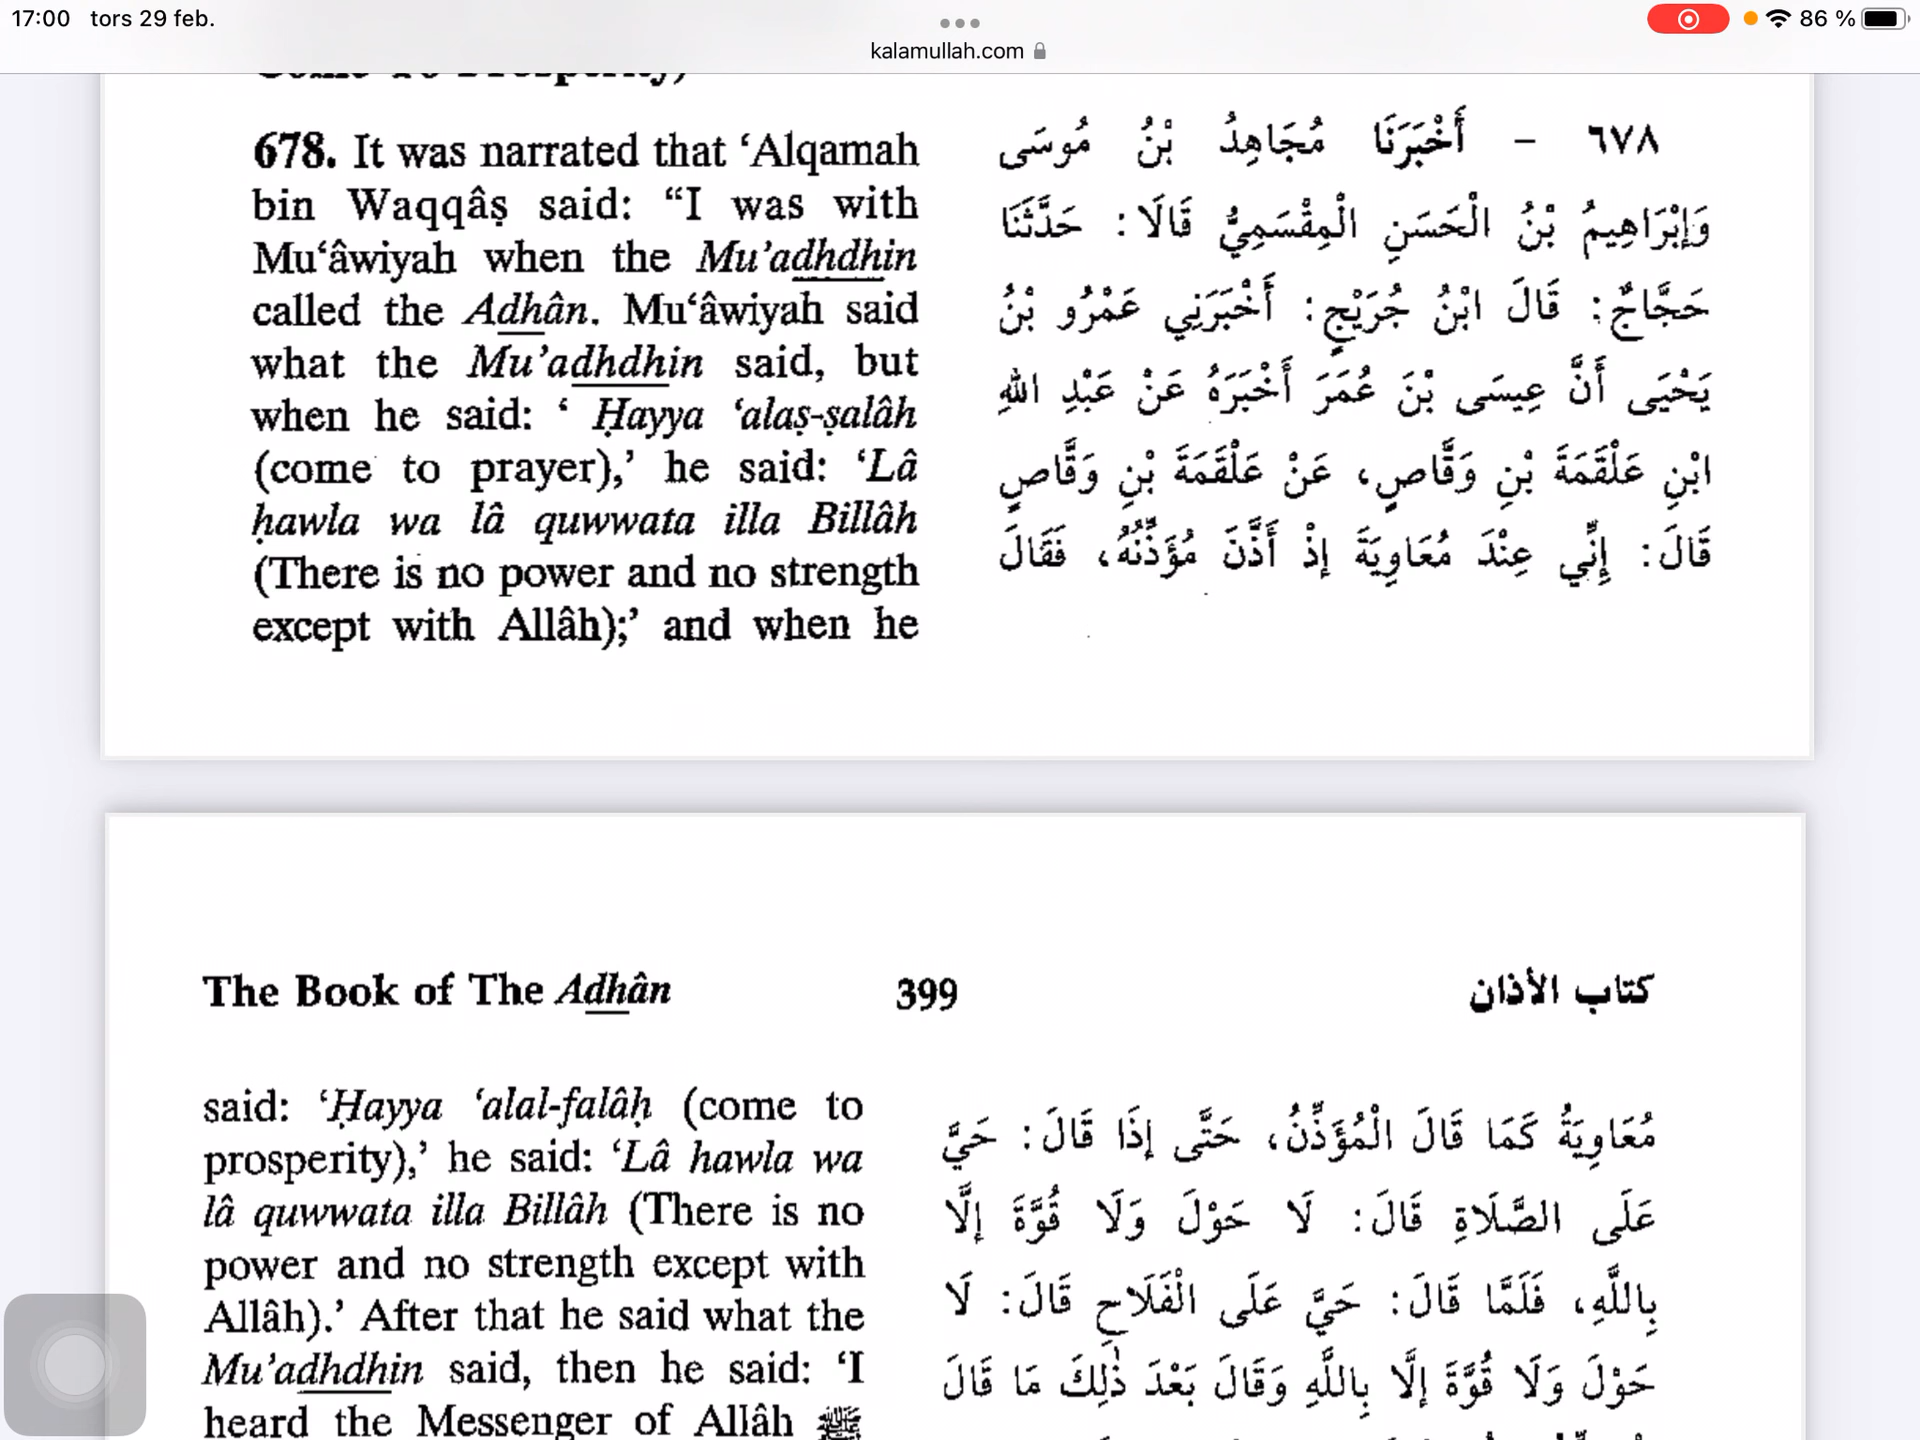 17:00 tors 29 feb.
86 %
kalamullah.com
Come To Prosperity)
678. It was narrated that ‘Alqamah
bin Waqqâṣ said: “I was with
Mu‘âwiyah when the Mu’adhdhin
called the Adhân. Mu‘âwiyah said
what the Mu’adhdhin said, but
when he said: ‘ Ḥayya ‘alaṣ-ṣalâh
(come to prayer),’ he said: ‘Lâ
ḥawla wa lâ quwwata illa Billâh
(There is no power and no strength
except with Allâh);’ and when he
٦٧٨ – أَخْبَرَنَا مُجَاهِدُ بْنُ مُوسَى
وَإِبْرَاهِيمُ بْنُ الْحَسَنِ الْمِقْسَمِيُّ قَالَا: حَدَّثَنَا
حَجَّاجٌ: قَالَ ابْنُ جُرَيْجٍ: أَخْبَرَنِي عَمْرُو بْنُ
يَحْيَى أَنَّ عِيسَى بْنَ عُمَرَ أَخْبَرَهُ عَنْ عَبْدِ اللهِ
ابْنِ عَلْقَمَةَ بْنِ وَقَّاصٍ، عَنْ عَلْقَمَةَ بْنِ وَقَّاصٍ
قَالَ: إِنِّي عِنْدَ مُعَاوِيَةَ إِذْ أَذَّنَ مُؤَذِّنُهُ، فَقَالَ
The Book of The Adhân 399 كتاب الأذان
said: ‘Ḥayya ‘alal-falâḥ (come to
prosperity),’ he said: ‘Lâ hawla wa
lâ quwwata illa Billâh (There is no
power and no strength except with
Allâh).’ After that he said what the
Mu’adhdhin said, then he said: ‘I
heard the Messenger of Allâh ﷺ
مُعَاوِيَةُ كَمَا قَالَ الْمُؤَذِّنُ، حَتَّى إِذَا قَالَ: حَيَّ
عَلَى الصَّلَاةِ قَالَ: لَا حَوْلَ وَلَا قُوَّةَ إِلَّا
بِاللَّهِ، فَلَمَّا قَالَ: حَيَّ عَلَى الْفَلَاحِ قَالَ: لَا
حَوْلَ وَلَا قُوَّةَ إِلَّا بِاللَّهِ وَقَالَ بَعْدَ ذٰلِكَ مَا قَالَ